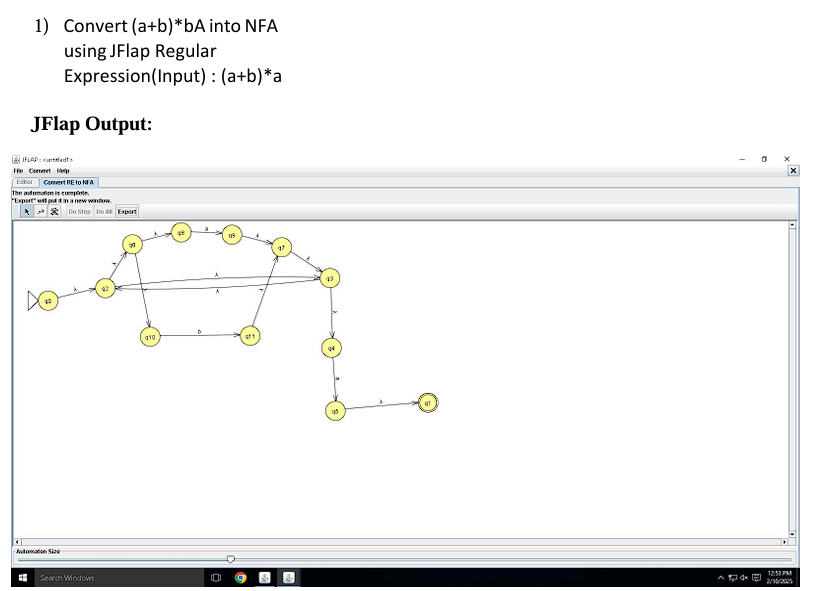 1) Convert (a+b)*bA into NFA
using JFlap Regular
Expression(Input) : (a+b)*a
JFlap Output:
JFLAP : <untitled1>
File Convert Help
Editor Convert RE to NFA
The automaton is complete.
"Export" will put it in a new window.
Do Step Do All Export
q8 a q9
q6 λ q7
λ q3
q0 λ q2
λ
q10 b q11
q4
q5 λ q1
Automaton Size
Search Windows
12:53 PM
2/10/2025